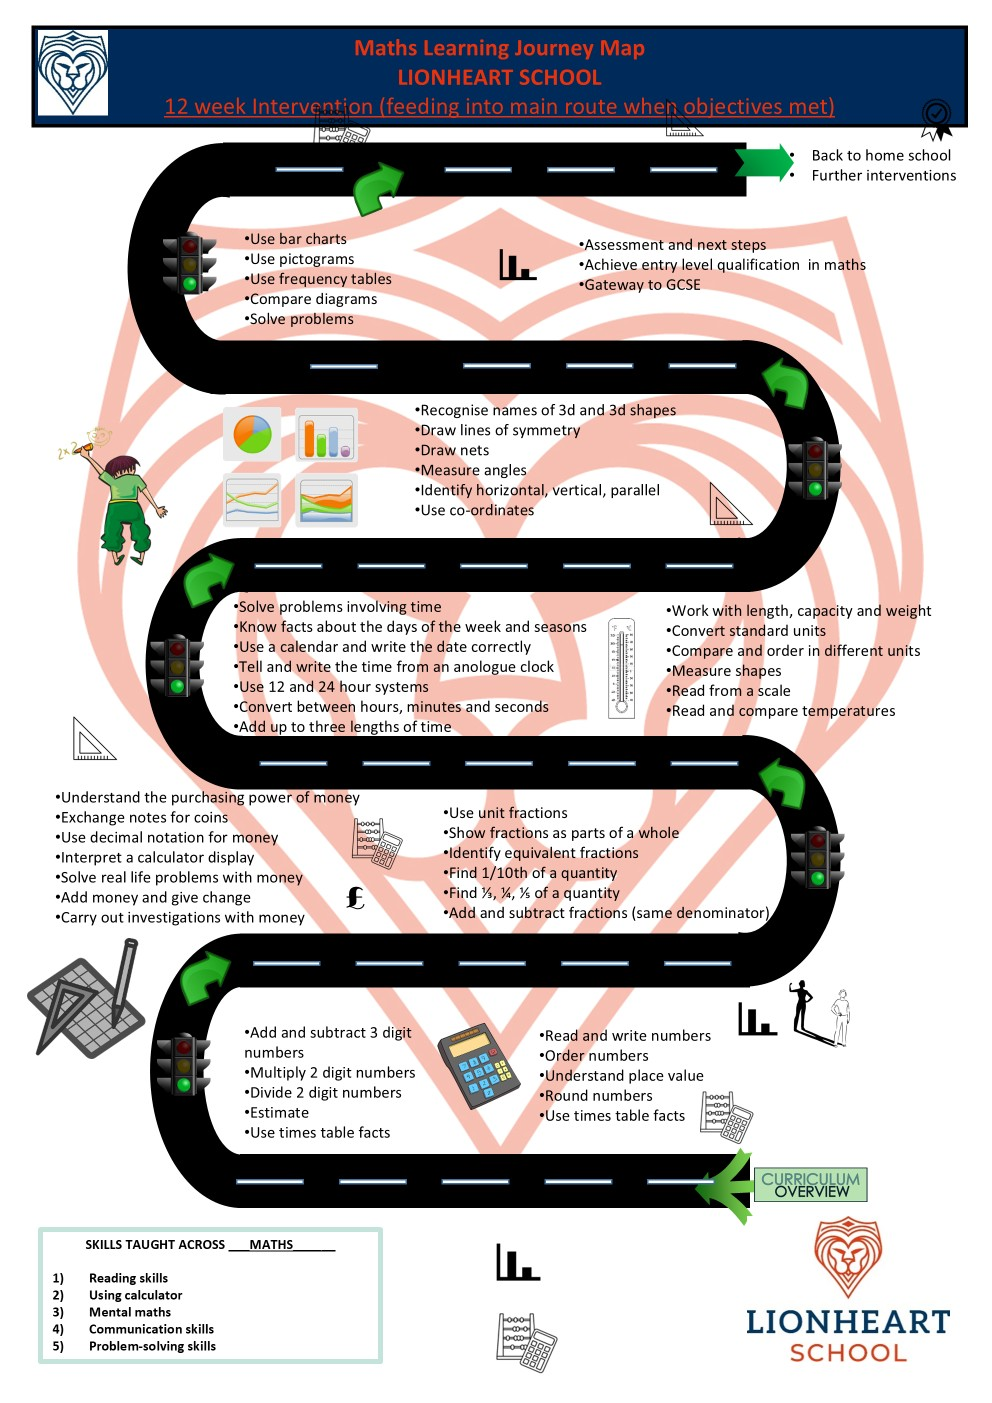 Maths Learning Journey Map
LIONHEART SCHOOL
12 week Intervention (feeding into main route when objectives met)
• Back to home school
• Further interventions
•Use bar charts
•Use pictograms
•Use frequency tables
•Compare diagrams
•Solve problems
•Assessment and next steps
•Achieve entry level qualification  in maths
•Gateway to GCSE
2x2
•Recognise names of 3d and 3d shapes
•Draw lines of symmetry
•Draw nets
•Measure angles
•Identify horizontal, vertical, parallel
•Use co-ordinates
•Solve problems involving time
•Know facts about the days of the week and seasons
•Use a calendar and write the date correctly
•Tell and write the time from an anologue clock
•Use 12 and 24 hour systems
•Convert between hours, minutes and seconds
•Add up to three lengths of time
•Work with length, capacity and weight
•Convert standard units
•Compare and order in different units
•Measure shapes
•Read from a scale
•Read and compare temperatures
•Understand the purchasing power of money
•Exchange notes for coins
•Use decimal notation for money
•Interpret a calculator display
•Solve real life problems with money
•Add money and give change
•Carry out investigations with money
£
•Use unit fractions
•Show fractions as parts of a whole
•Identify equivalent fractions
•Find 1/10th of a quantity
•Find ⅓, ¼, ⅕ of a quantity
•Add and subtract fractions (same denominator)
•Add and subtract 3 digit
numbers
•Multiply 2 digit numbers
•Divide 2 digit numbers
•Estimate
•Use times table facts
•Read and write numbers
•Order numbers
•Understand place value
•Round numbers
•Use times table facts
CURRICULUM
OVERVIEW
SKILLS TAUGHT ACROSS ___MATHS______
1) Reading skills
2) Using calculator
3) Mental maths
4) Communication skills
5) Problem-solving skills
LIONHEART
SCHOOL